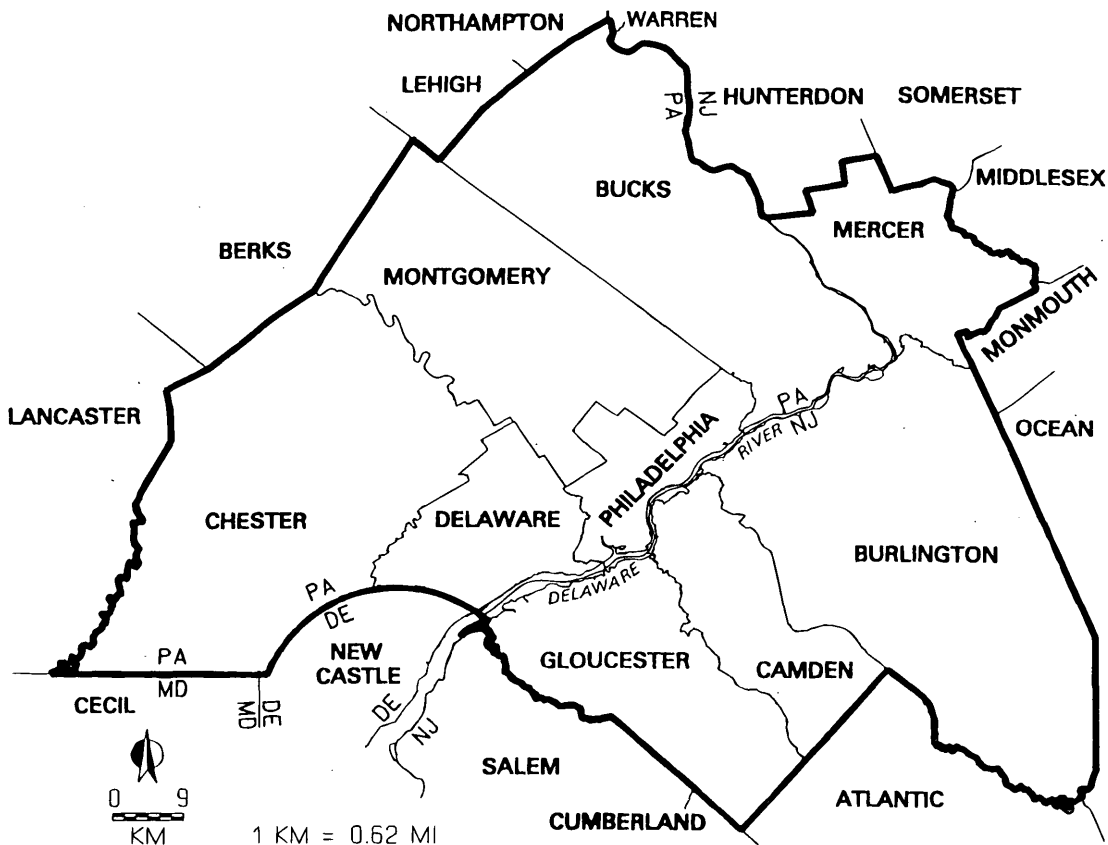 NORTHAMPTON
WARREN
LEHIGH
NJ
PA
HUNTERDON
SOMERSET
BUCKS
MIDDLESEX
MERCER
BERKS
MONTGOMERY
MONMOUTH
LANCASTER
PA
NJ
RIVER
OCEAN
PHILADELPHIA
CHESTER
DELAWARE
BURLINGTON
DELAWARE
PA
DE
NEW
CASTLE
GLOUCESTER
CAMDEN
PA
MD
CECIL
DE
MD
DE
NJ
SALEM
ATLANTIC
CUMBERLAND
0 9
KM
1 KM = 0.62 MI